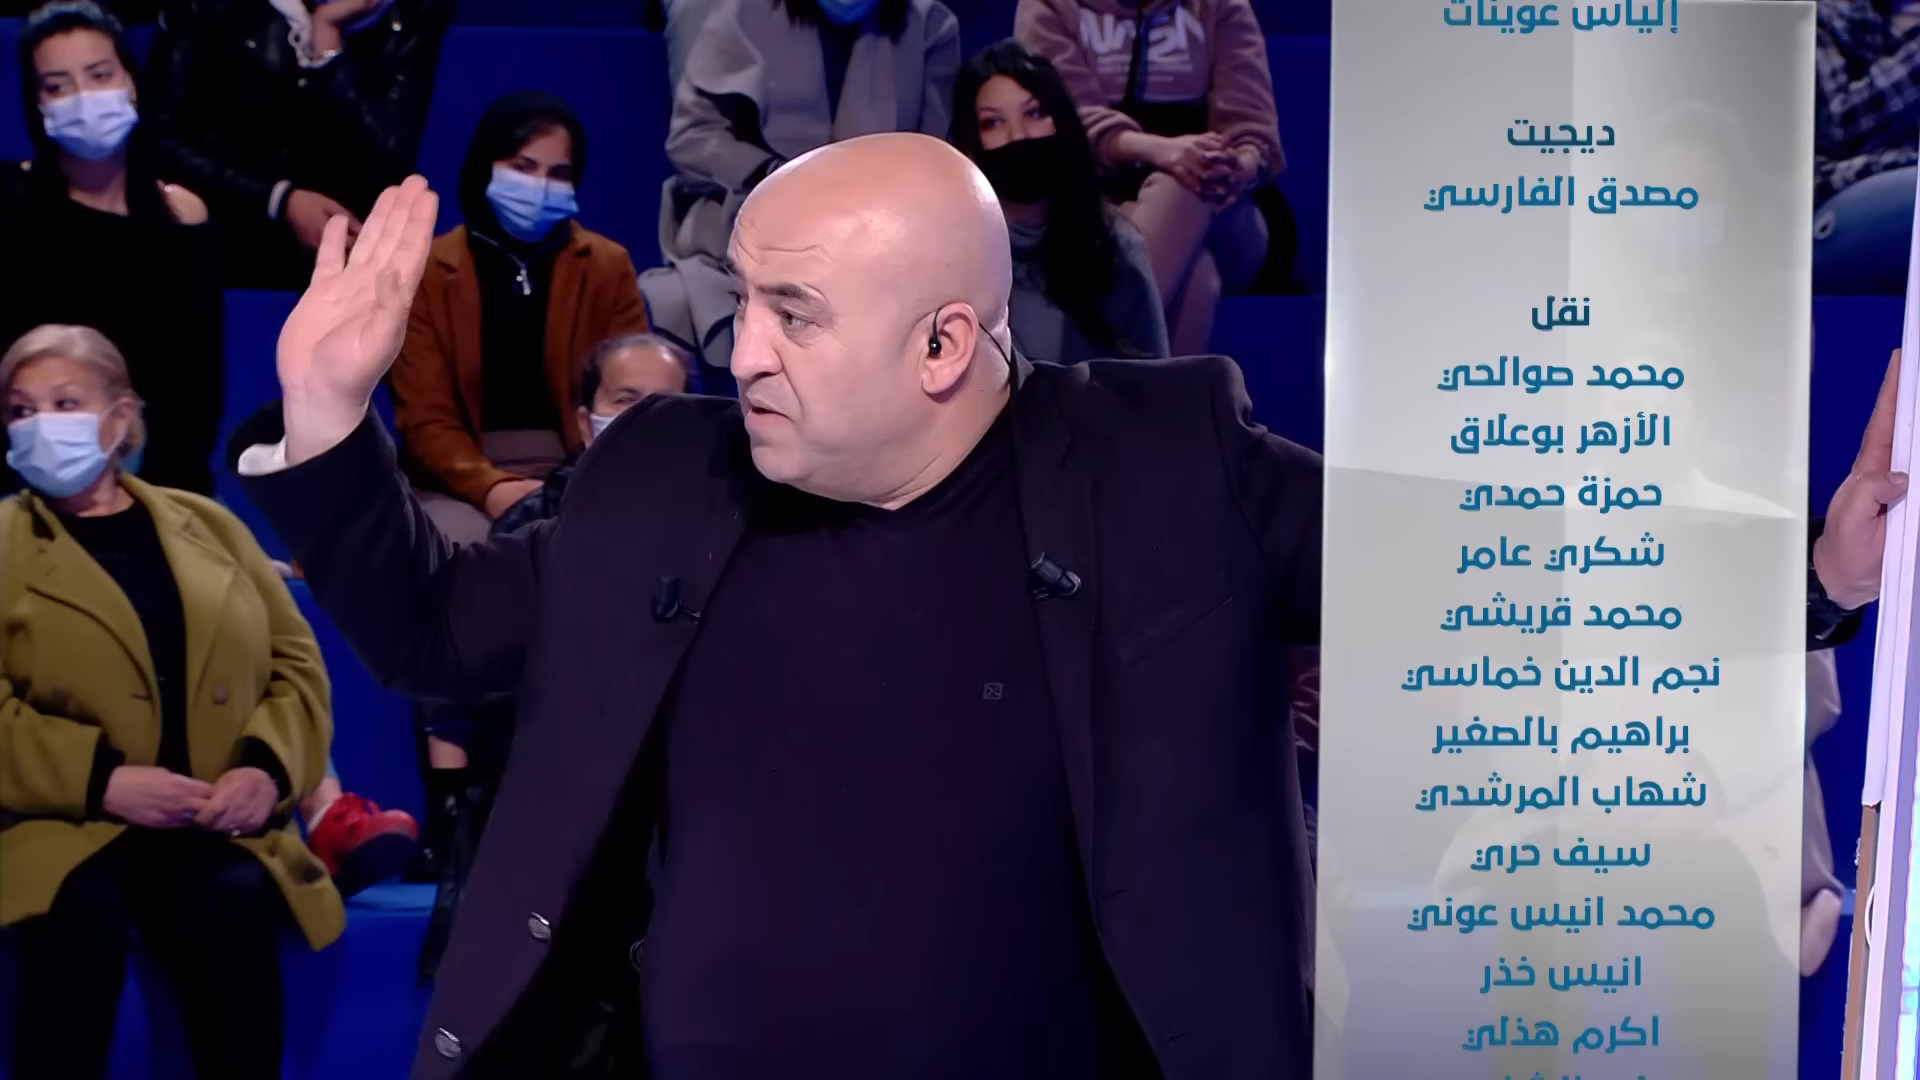 إلياس عوينات
ديجيت
مصدق الفارسي
نقل
محمد صوالحي
الأزهر بوعلاق
حمزة حمدي
شكري عامر
محمد قريشي
نجم الدين خماسي
براهيم بالصغير
شهاب المرشدي
سيف حري
محمد انيس عوني
انيس خذر
اكرم هذلي
NASA